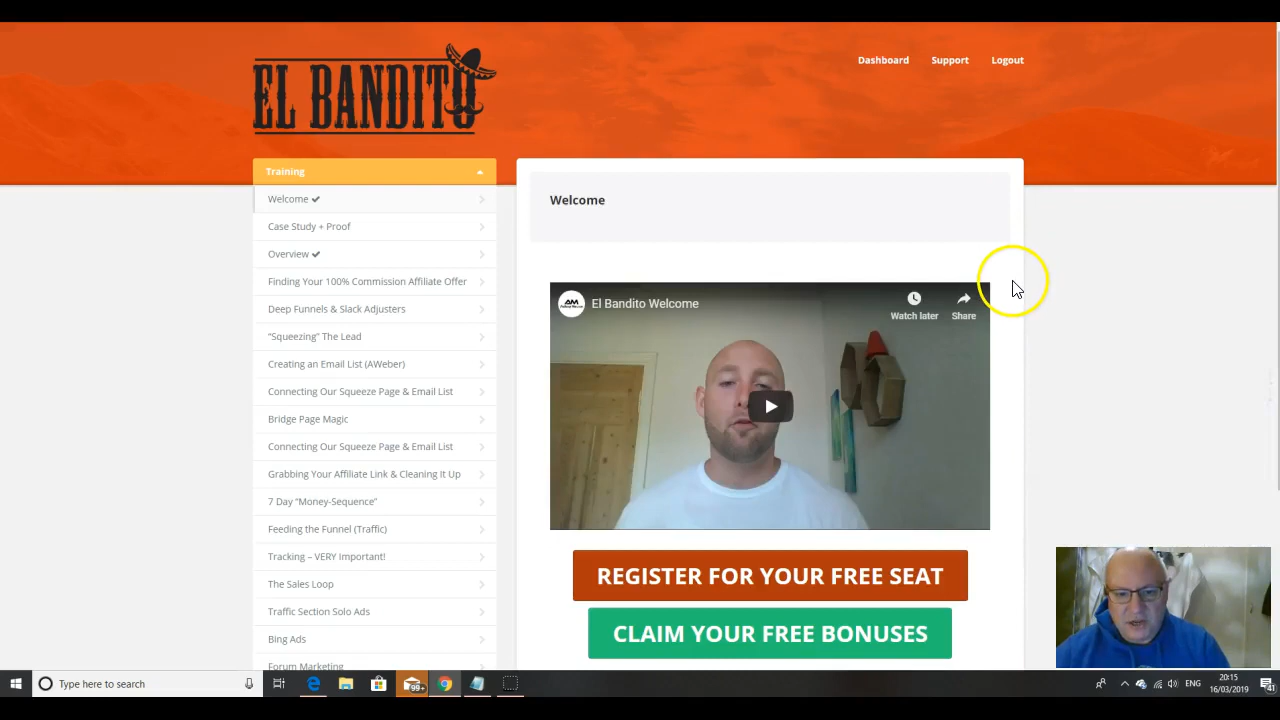 EL BANDITO
Dashboard
Support
Logout
Training
Welcome ✔
Case Study + Proof
Overview ✔
Finding Your 100% Commission Affiliate Offer
Deep Funnels & Slack Adjusters
“Squeezing” The Lead
Creating an Email List (AWeber)
Connecting Our Squeeze Page & Email List
Bridge Page Magic
Connecting Our Squeeze Page & Email List
Grabbing Your Affiliate Link & Cleaning It Up
7 Day “Money-Sequence”
Feeding the Funnel (Traffic)
Tracking – VERY Important!
The Sales Loop
Traffic Section Solo Ads
Bing Ads
Forum Marketing
Welcome
AM
El Bandito Welcome
Watch later
Share
REGISTER FOR YOUR FREE SEAT
CLAIM YOUR FREE BONUSES
Type here to search
99+
ENG
20:15
16/03/2019
41